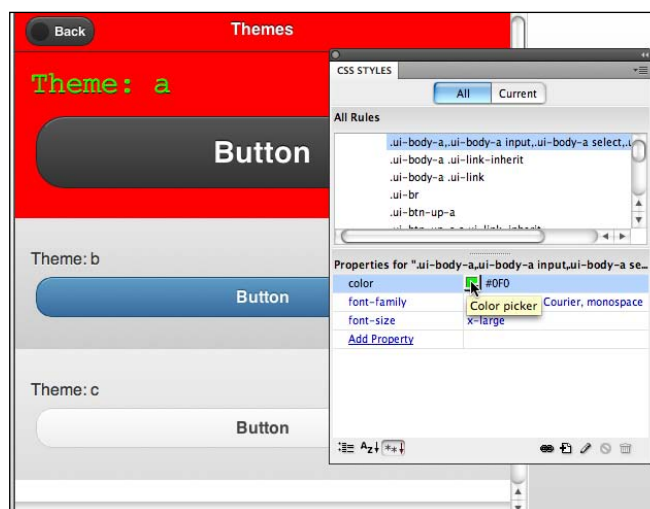 Back
Themes
Theme: a
Button
Theme: b
Button
Theme: c
Button
CSS STYLES
All Current
All Rules
.ui-body-a,.ui-body-a input,.ui-body-a select,.
.ui-body-a .ui-link-inherit
.ui-body-a .ui-link
.ui-br
.ui-btn-up-a
Properties for ".ui-body-a,.ui-body-a input,.ui-body-a se...
color #0F0
font-family Courier, monospace
Color picker
font-size x-large
Add Property